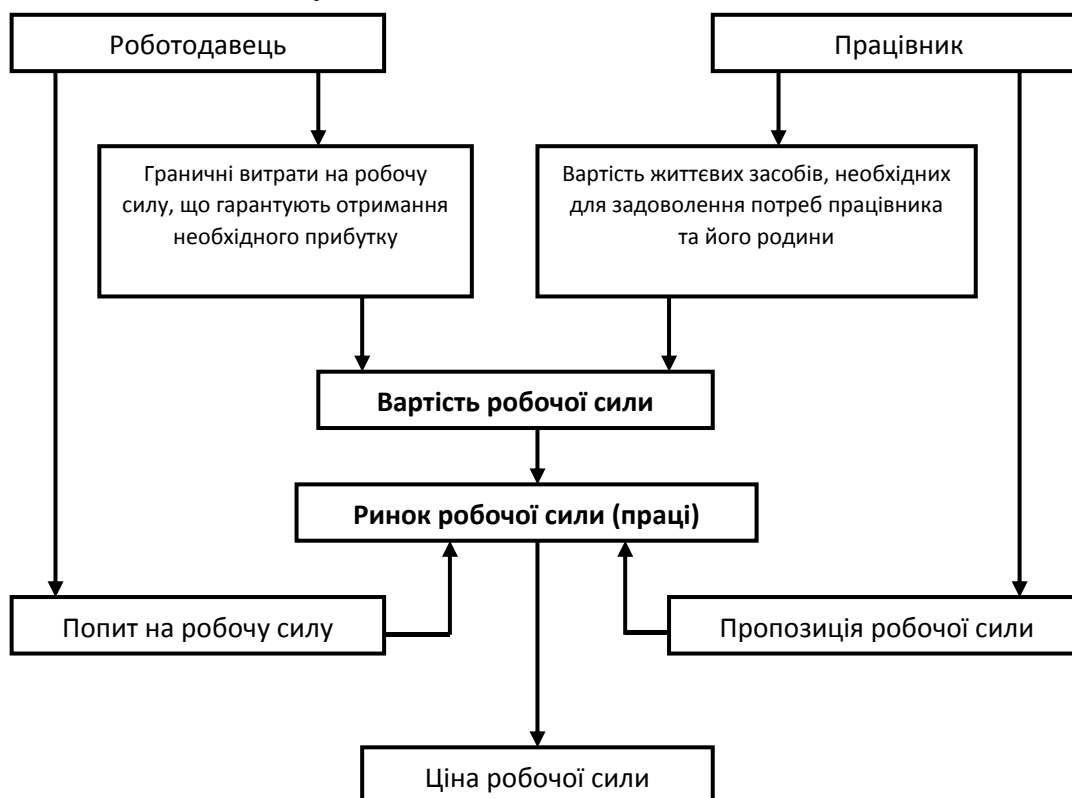 Роботодавець
Працівник
Граничні витрати на робочу
силу, що гарантують отримання
необхідного прибутку
Вартість життєвих засобів, необхідних
для задоволення потреб працівника
та його родини
Вартість робочої сили
Ринок робочої сили (праці)
Попит на робочу силу
Пропозиція робочої сили
Ціна робочої сили